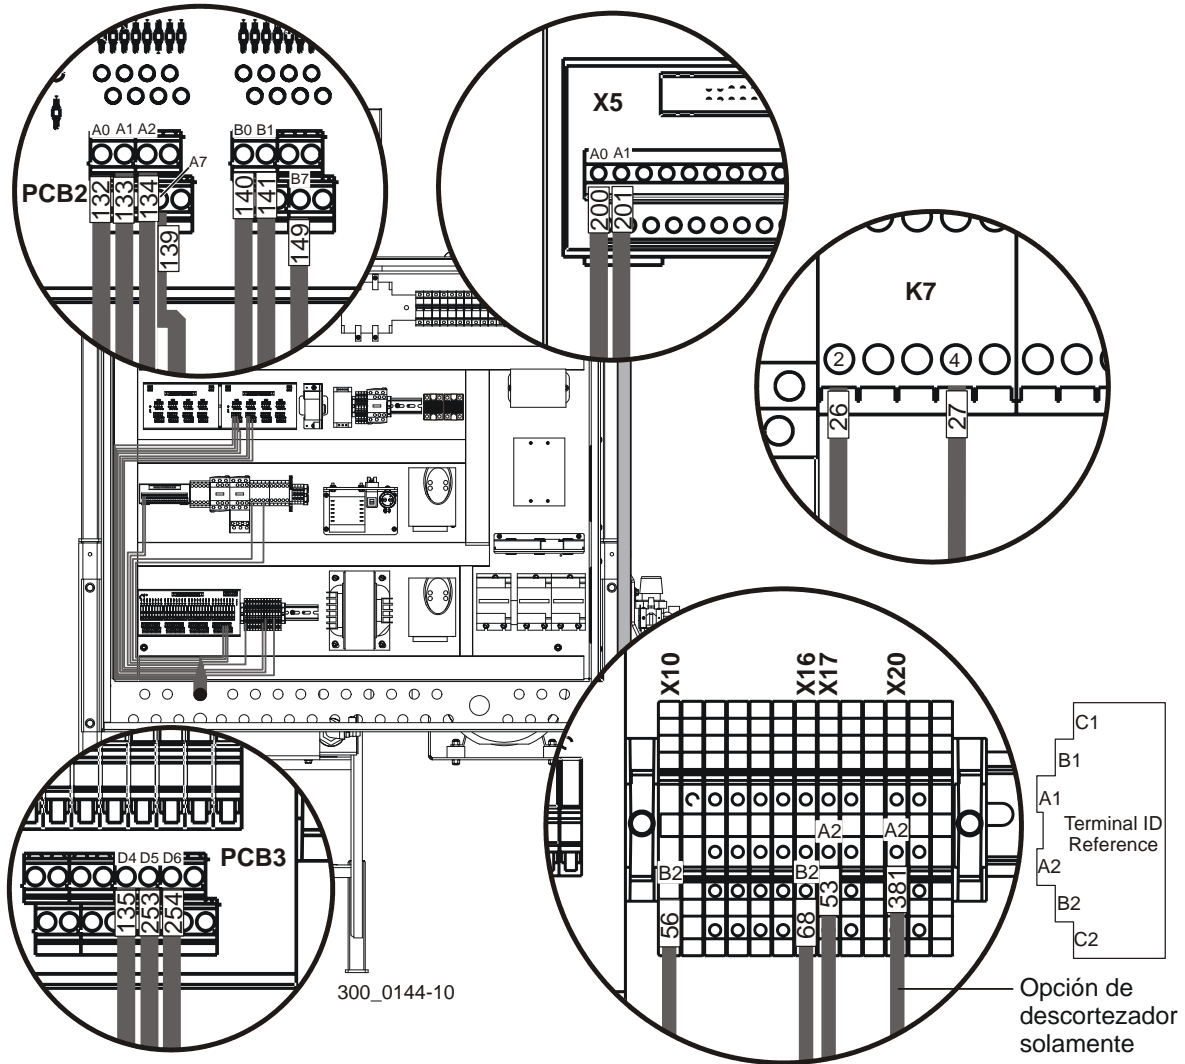 A0 A1 A2
A7
PCB2
132 133 134
139
B0 B1
B7
140 141
149
X5
A0 A1
200 201
K7
2 4
26 27
X10 X16 X17 X20
A2 A2
B2 B2
56 68 53 381
C1
B1
A1
Terminal ID
Reference
A2
B2
C2
Opción de
descortezador
solamente
D4 D5 D6
PCB3
135 253 254
300_0144-10